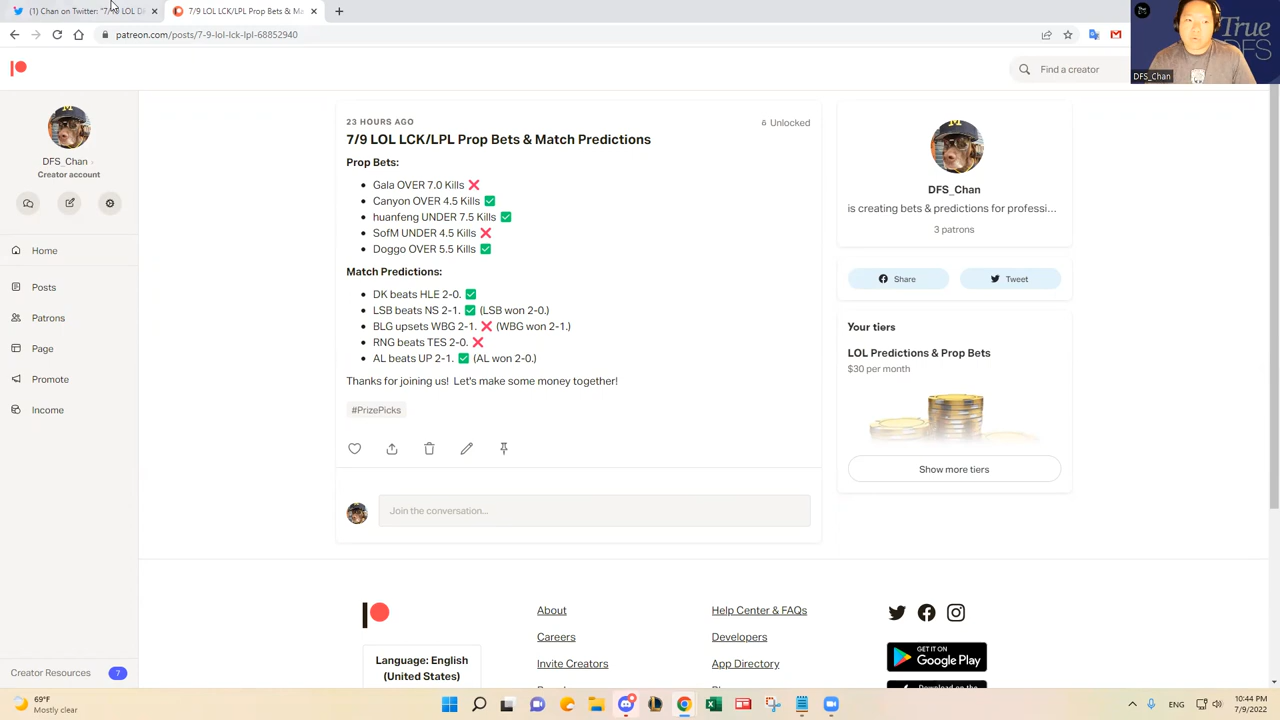 (1) Chan on Twitter: "7/9 LOL DF
7/9 LOL LCK/LPL Prop Bets & Ma
patreon.com/posts/7-9-lol-lck-lpl-68852940
True
DFS
DFS_Chan
Find a creator
DFS_Chan
Creator account
Home
Posts
Patrons
Page
Promote
Income
Creator Resources
7
23 HOURS AGO
Unlocked
7/9 LOL LCK/LPL Prop Bets & Match Predictions
Prop Bets:
Gala OVER 7.0 Kills ❌
Canyon OVER 4.5 Kills ✅
huanfeng UNDER 7.5 Kills ✅
SofM UNDER 4.5 Kills ❌
Doggo OVER 5.5 Kills ✅
Match Predictions:
DK beats HLE 2-0. ✅
LSB beats NS 2-1. ✅ (LSB won 2-0.)
BLG upsets WBG 2-1. ❌ (WBG won 2-1.)
RNG beats TES 2-0. ❌
AL beats UP 2-1. ✅ (AL won 2-0.)
Thanks for joining us! Let's make some money together!
#PrizePicks
Join the conversation...
DFS_Chan
is creating bets & predictions for professi...
3 patrons
Share
Tweet
Your tiers
LOL Predictions & Prop Bets
$30 per month
Show more tiers
About
Careers
Invite Creators
Help Center & FAQs
Developers
App Directory
Language: English
(United States)
GET IT ON
Google Play
Download on the
69°F
Mostly clear
10:44 PM
7/9/2022